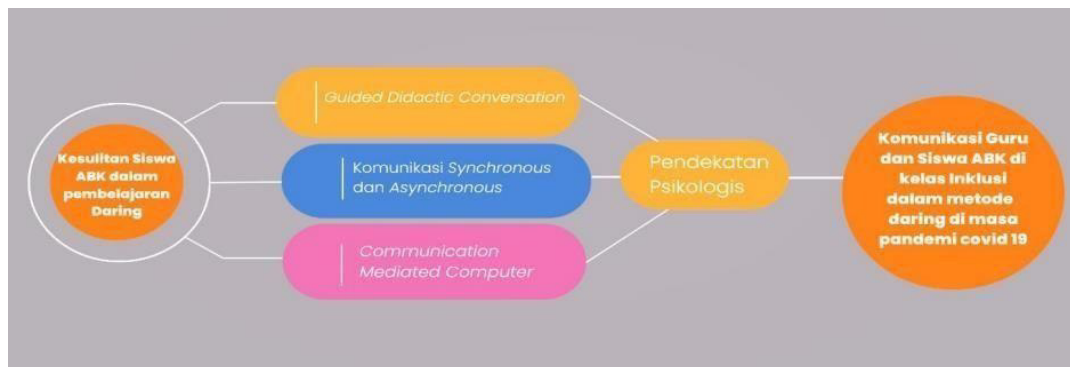 Kesulitan Siswa
ABK dalam
pembelajaran
Daring
Guided Didactic Conversation
Komunikasi Synchronous
dan Asynchronous
Communication
Mediated Computer
Pendekatan
Psikologis
Komunikasi Guru
dan Siswa ABK di
kelas Inklusi
dalam metode
daring di masa
pandemi covid 19